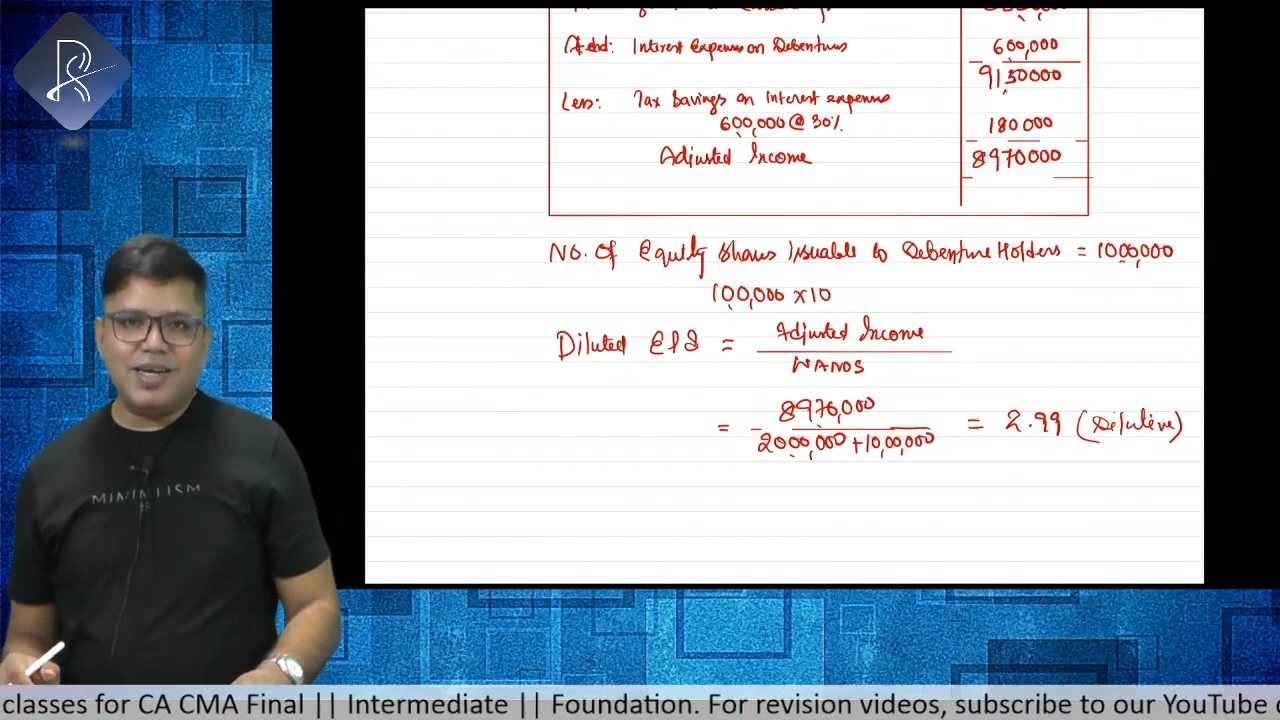 Add: Interest Expenses on Debentures 600,000
9130000
Less: Tax Savings on Interest expenses
600,000 @ 30% 180000
Adjusted Income 8970000
No. Of Equity Shares Issuable to Debenture Holders = 1000,000
100,000 x 10
Diluted EPS = Adjusted Income
WANOS
= 8970,000 = 2.99 (Dilutive)
2000,000 + 10,00,000
MINIMTISM
classes for CA CMA Final || Intermediate || Foundation. For revision videos, subscribe to our YouTube